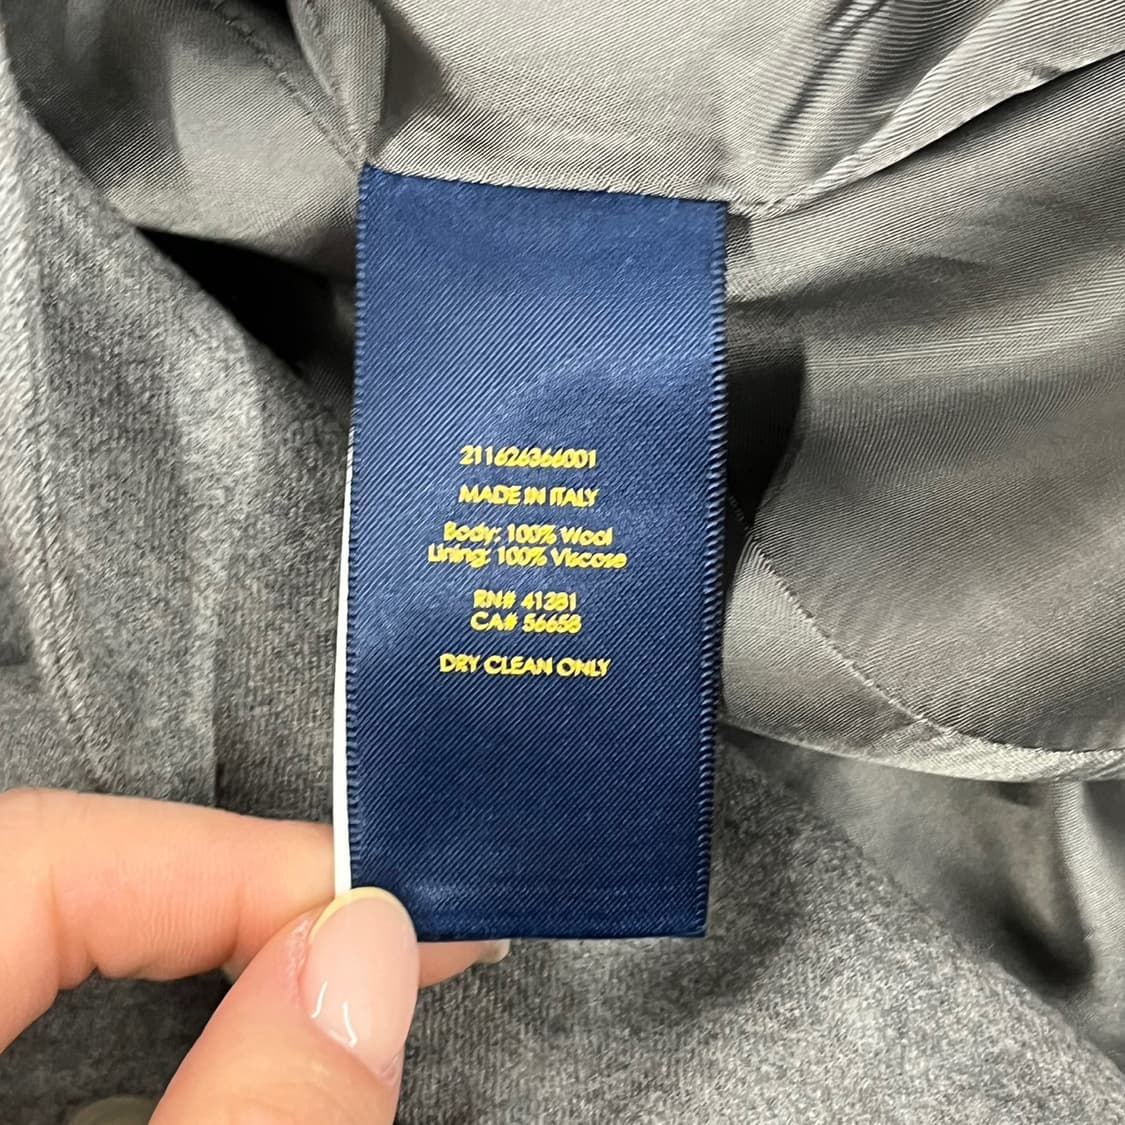 211626366001
MADE IN ITALY
Body: 100% Wool
Lining: 100% Viscose
RN# 41381
CA# 56658
DRY CLEAN ONLY